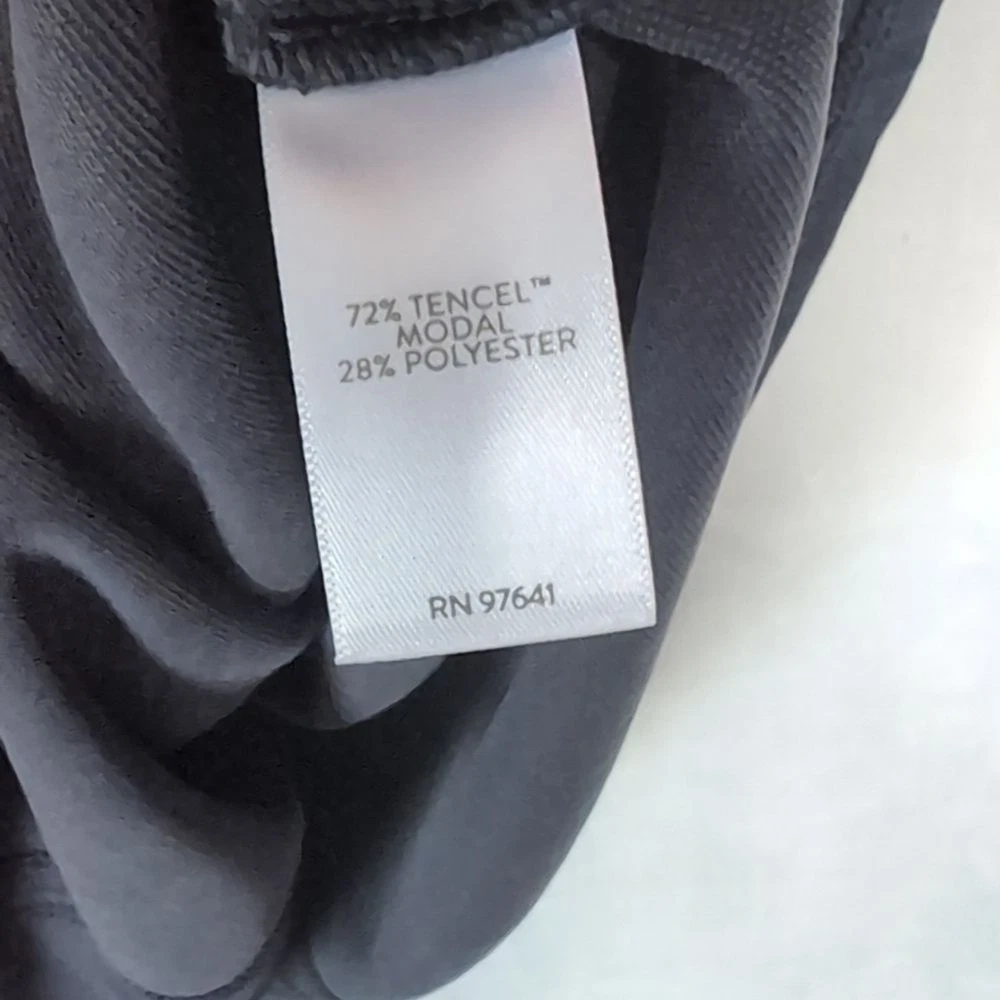 72% TENCEL™
MODAL
28% POLYESTER
RN 97641